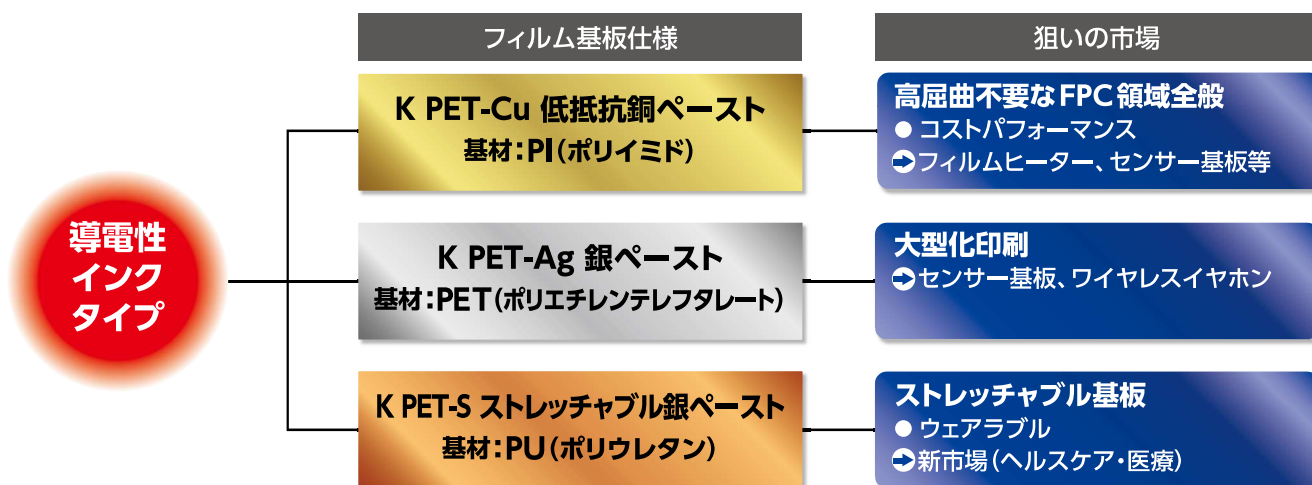 フィルム基板仕様
狙いの市場
導電性
インク
タイプ
K PET-Cu 低抵抗銅ペースト
基材:PI(ポリイミド)
高屈曲不要なFPC領域全般
● コストパフォーマンス
➲フィルムヒーター、センサー基板等
K PET-Ag 銀ペースト
基材:PET(ポリエチレンテレフタレート)
大型化印刷
➲センサー基板、ワイヤレスイヤホン
K PET-S ストレッチャブル銀ペースト
基材:PU(ポリウレタン)
ストレッチャブル基板
● ウェアラブル
➲新市場(ヘルスケア・医療)